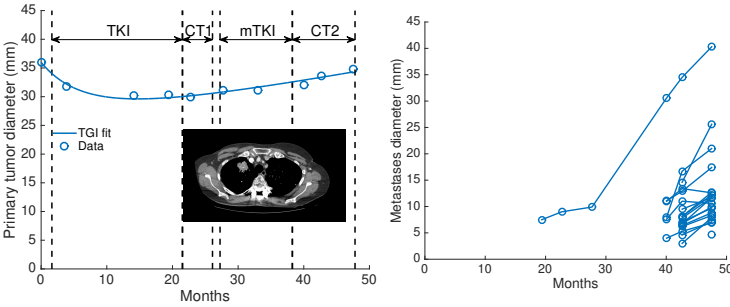 TKI CT1 mTKI CT2
Primary tumor diameter (mm)
45
40
35
30
25
20
15
10
5
0
TGI fit
Data
0 10 20 30 40 50
Months
Metastases diameter (mm)
45
40
35
30
25
20
15
10
5
0
0 10 20 30 40 50
Months